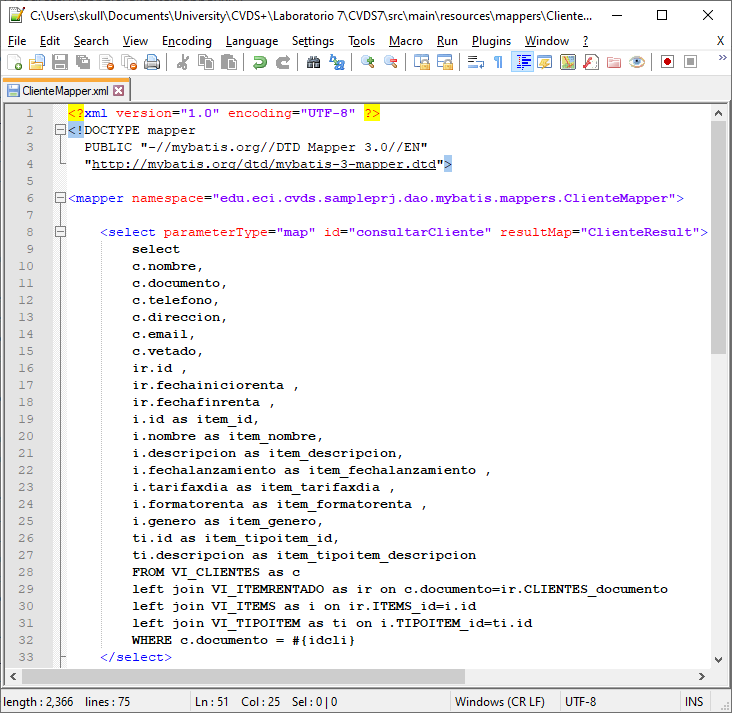 C:\Users\skull\Documents\University\CVDS+\Laboratorio 7\CVDS7\src\main\resources\mappers\Cliente...
File Edit Search View Encoding Language Settings Tools Macro Run Plugins Window ? X
ClienteMapper.xml
1 <?xml version="1.0" encoding="UTF-8" ?>
2 <!DOCTYPE mapper
3 PUBLIC "-//mybatis.org//DTD Mapper 3.0//EN"
4 "http://mybatis.org/dtd/mybatis-3-mapper.dtd">
5
6 <mapper namespace="edu.eci.cvds.sampleprj.dao.mybatis.mappers.ClienteMapper">
7
8 <select parameterType="map" id="consultarCliente" resultMap="ClienteResult">
9 select
10 c.nombre,
11 c.documento,
12 c.telefono,
13 c.direccion,
14 c.email,
15 c.vetado,
16 ir.id ,
17 ir.fechainiciorenta ,
18 ir.fechafinrenta ,
19 i.id as item_id,
20 i.nombre as item_nombre,
21 i.descripcion as item_descripcion,
22 i.fechalanzamiento as item_fechalanzamiento ,
23 i.tarifaxdia as item_tarifaxdia ,
24 i.formatorenta as item_formatorenta ,
25 i.genero as item_genero,
26 ti.id as item_tipoitem_id,
27 ti.descripcion as item_tipoitem_descripcion
28 FROM VI_CLIENTES as c
29 left join VI_ITEMRENTADO as ir on c.documento=ir.CLIENTES_documento
30 left join VI_ITEMS as i on ir.ITEMS_id=i.id
31 left join VI_TIPOITEM as ti on i.TIPOITEM_id=ti.id
32 WHERE c.documento = #{idcli}
33 </select>
length : 2,366 lines : 75 Ln : 51 Col : 25 Sel : 0 | 0 Windows (CR LF) UTF-8 INS